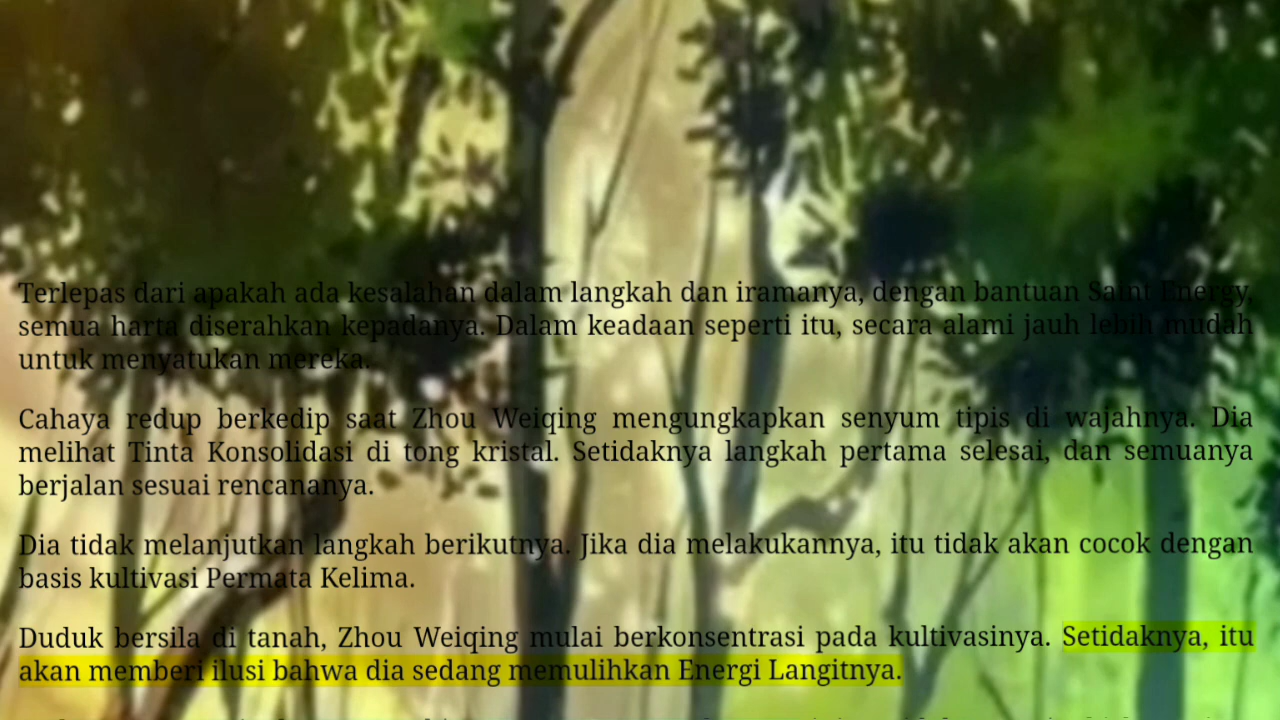 Terlepas dari apakah ada kesalahan dalam langkah dan iramanya, dengan bantuan Saint Energy,
semua harta diserahkan kepadanya. Dalam keadaan seperti itu, secara alami jauh lebih mudah
untuk menyatukan mereka.
Cahaya redup berkedip saat Zhou Weiqing mengungkapkan senyum tipis di wajahnya. Dia
melihat Tinta Konsolidasi di tong kristal. Setidaknya langkah pertama selesai, dan semuanya
berjalan sesuai rencananya.
Dia tidak melanjutkan langkah berikutnya. Jika dia melakukannya, itu tidak akan cocok dengan
basis kultivasi Permata Kelima.
Duduk bersila di tanah, Zhou Weiqing mulai berkonsentrasi pada kultivasinya. Setidaknya, itu
akan memberi ilusi bahwa dia sedang memulihkan Energi Langitnya.